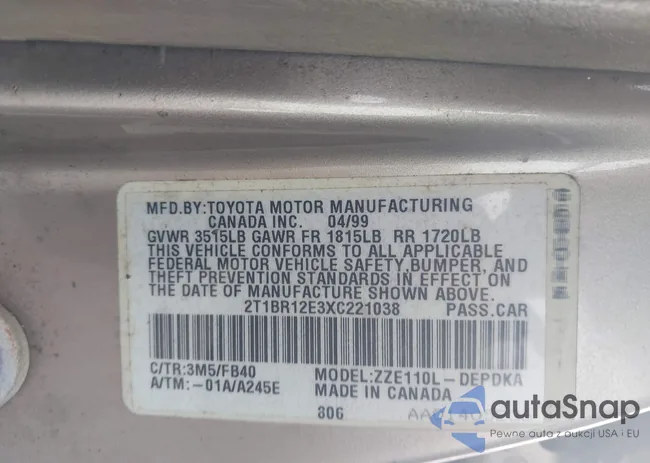 MFD.BY:TOYOTA MOTOR MANUFACTURING
CANADA INC. 04/99
GVWR 3515LB GAWR FR 1815LB RR 1720LB
THIS VEHICLE CONFORMS TO ALL APPLICABLE
FEDERAL MOTOR VEHICLE SAFETY,BUMPER, AND
THEFT PREVENTION STANDARDS IN EFFECT ON
THE DATE OF MANUFACTURE SHOWN ABOVE.
2T1BR12E3XC221038 PASS.CAR
C/TR:3M5/FB40 MODEL:ZZE110L-DEPDKA
A/TM:-01A/A245E MADE IN CANADA
806
autoSnap
Pewne auto z aukcji USA i EU